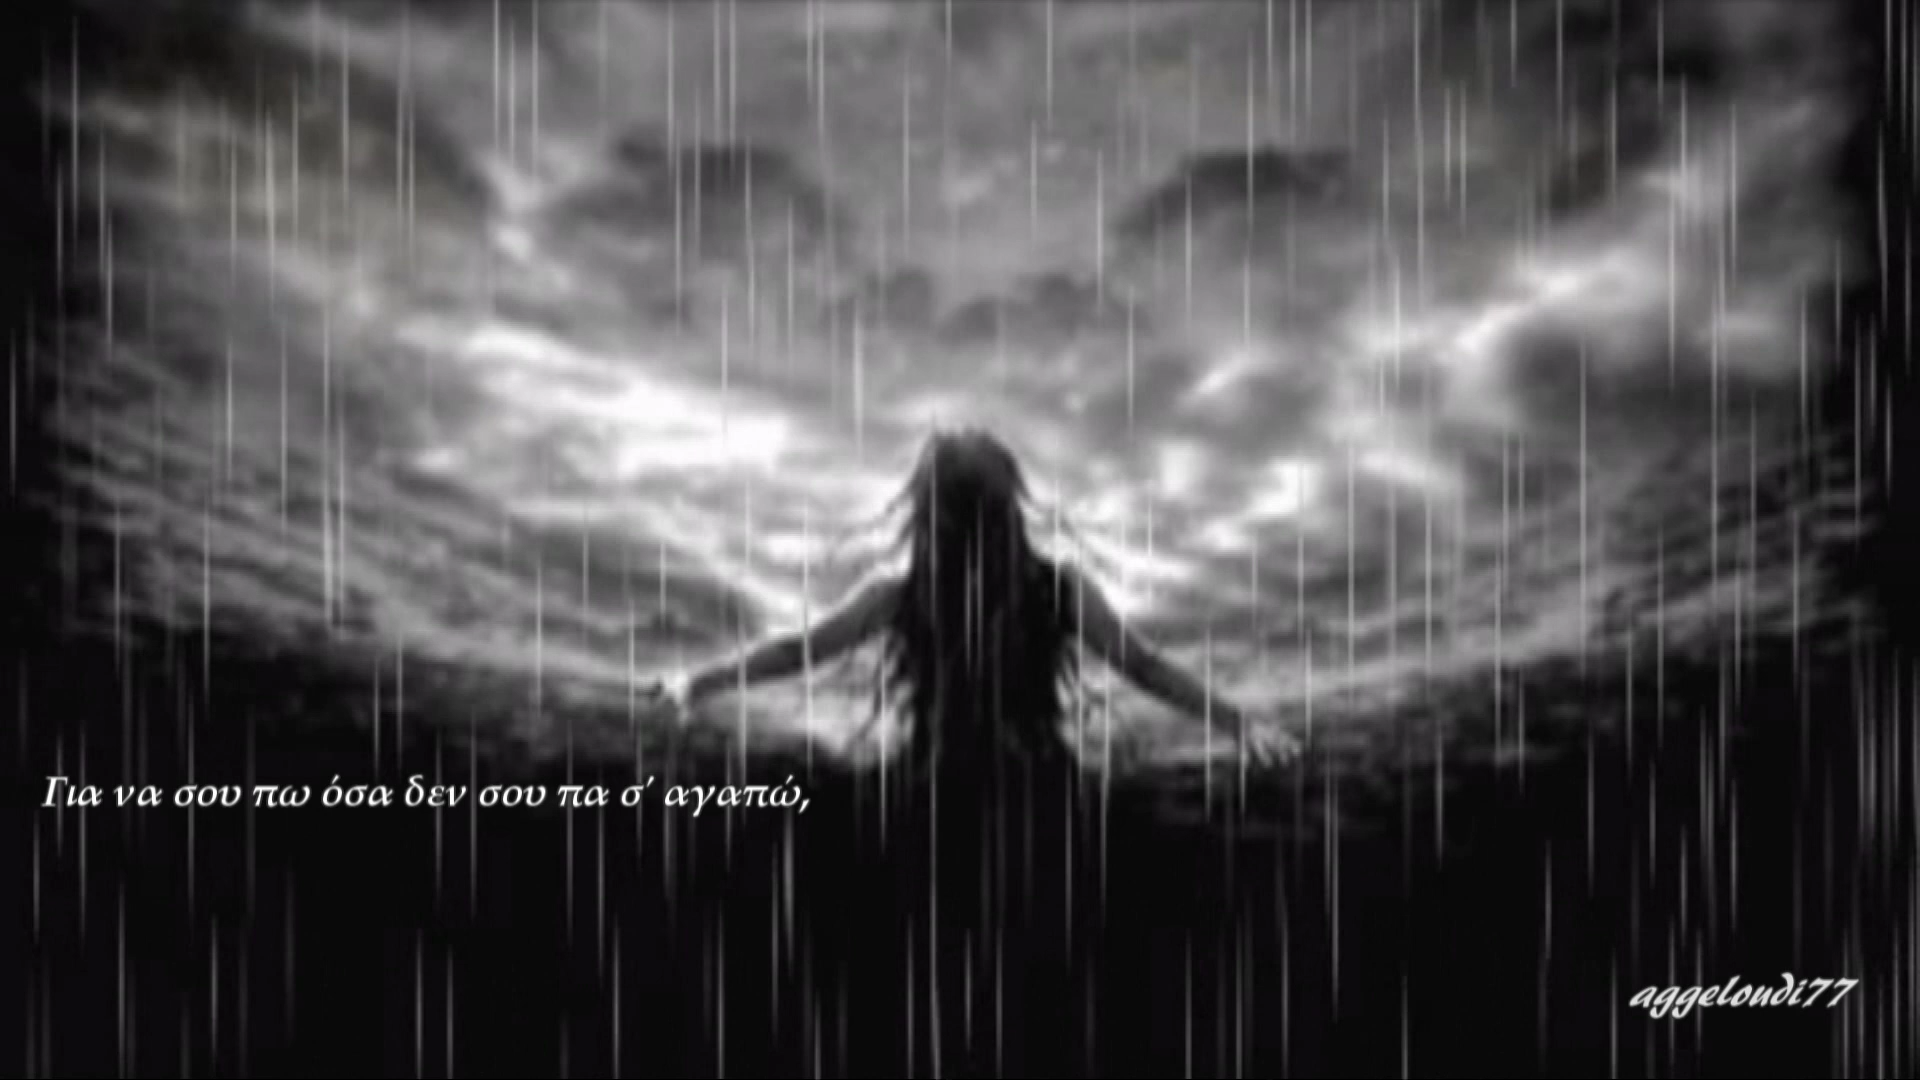 Για να σου πω όσα δεν σου πα σ' αγαπώ,
aggeloudi77